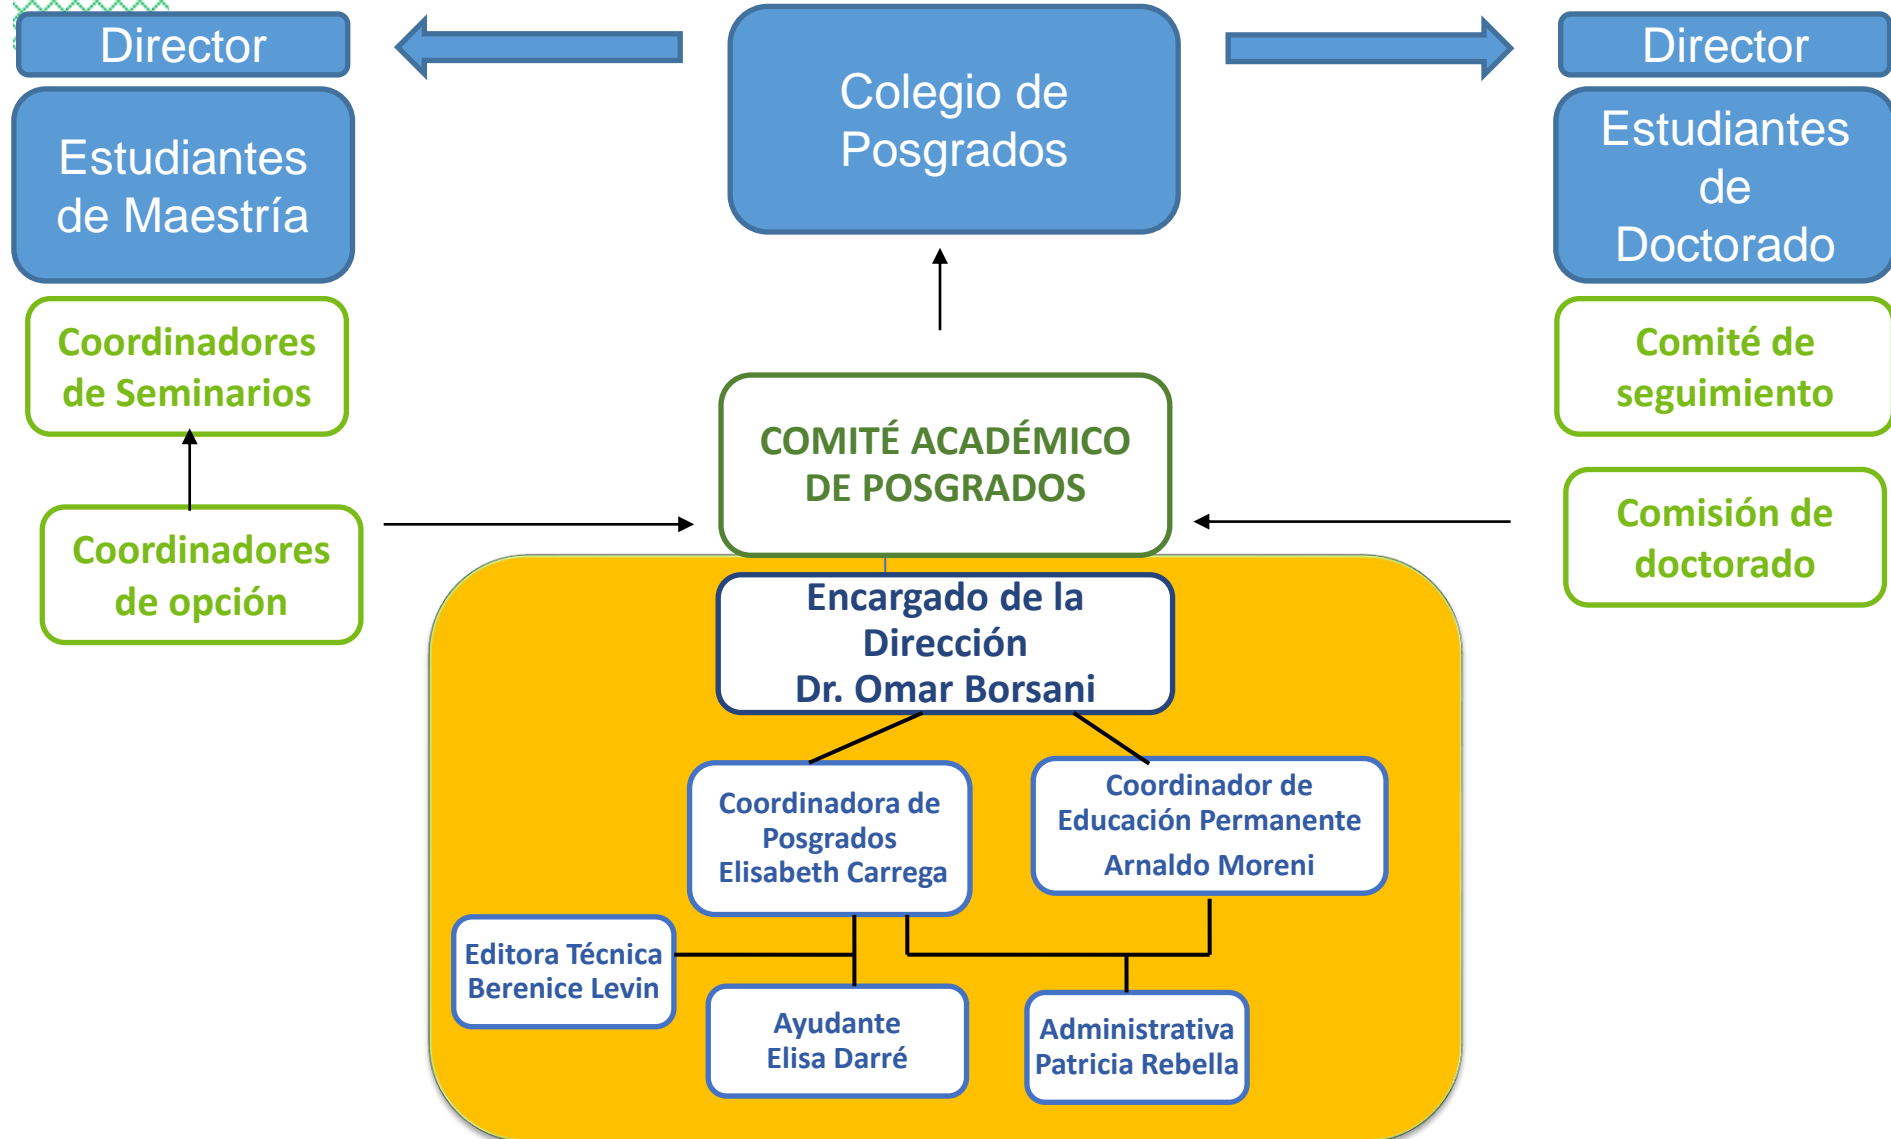 Director
Estudiantes
de Maestría
Colegio de
Posgrados
Director
Estudiantes
de
Doctorado
Coordinadores
de Seminarios
Comité de
seguimiento
COMITÉ ACADÉMICO
DE POSGRADOS
Coordinadores
de opción
Comisión de
doctorado
Encargado de la
Dirección
Dr. Omar Borsani
Coordinadora de
Posgrados
Elisabeth Carrega
Coordinador de
Educación Permanente
Arnaldo Moreni
Editora Técnica
Berenice Levin
Ayudante
Elisa Darré
Administrativa
Patricia Rebella